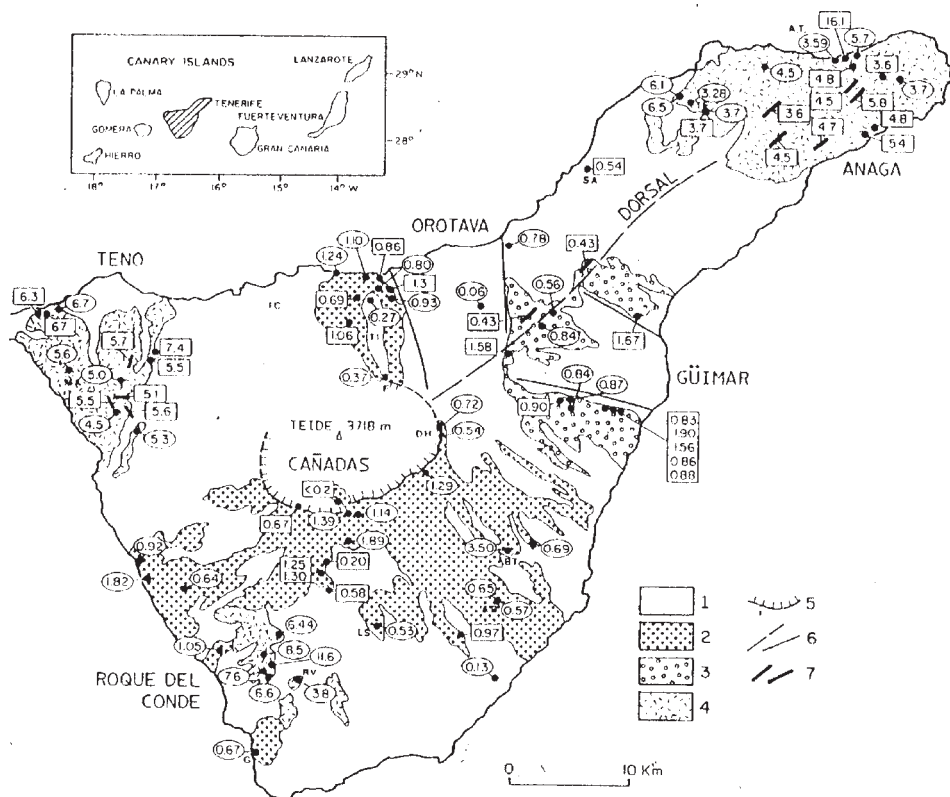 CANARY ISLANDS
LANZAROTE
29°N
LA PALMA
TENERIFE
FUERTEVENTURA
GOMERA
28°
HIERRO
GRAN CANARIA
18° 17° 16° 15° 14°W
A.T. 16.1
3.59 5.7
4.5 3.6
4.8 3.7
6.1 3.28
6.5 3.7 4.5 5.8
3.7 3.6 4.7 4.8
4.5 5.4
ANAGA
0.54
SA
DORSAL
OROTAVA
TENO
1.10 0.86 0.78 0.43
1.24 0.80
1.3
0.69 0.93 0.06 0.56
0.27
0.43
6.3 6.7
6.7
1.06 T.I. 0.84 1.67
5.7 7.4
5.6 5.5 1.58
M
5.0 0.37
GÜIMAR
5.5 5.1
5.6
4.5
5.3
0.84 0.87
0.90
0.72
TEIDE 3718 m DH 0.54
0.83
1.90
1.56
0.86
0.88
CAÑADAS
1.29
<0.2
0.67 1.39 1.14
1.89
0.92
3.50 BT 0.69
1.82 0.64
0.20
1.30 0.58
0.65
0.57
LS 0.53 0.97
6.44
1.05 8.5 11.6
7.6 6.6
RV 3.8
0.13
ROQUE DEL
CONDE
0.67 G
1 5
2 6
3 7
4
0 10 Km